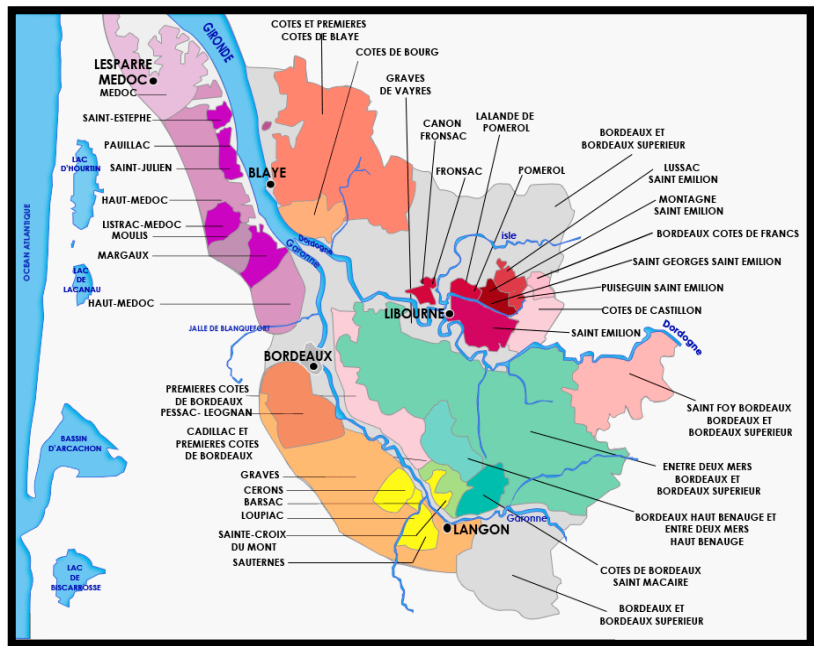 COTES ET PREMIERES
COTES DE BLAYE
COTES DE BOURG
GIRONDE
GRAVES
DE VAYRES
LESPARRE
MEDOC
MEDOC
CANON
FRONSAC
LALANDE DE
POMEROL
SAINT-ESTEPHE
BORDEAUX ET
BORDEAUX SUPERIEUR
PAUILLAC
LAC
D'HOURTIN
SAINT-JULIEN
BLAYE
FRONSAC
POMEROL
LUSSAC
SAINT EMILION
MONTAGNE
SAINT EMILION
HAUT-MEDOC
LISTRAC-MEDOC
MOULIS
MARGAUX
Dordogne
Garonne
isle
BORDEAUX COTES DE FRANCS
SAINT GEORGES SAINT EMILION
OCEAN ATLANTIQUE
LAC
DE
LACANAU
PUISEGUIN SAINT EMILION
HAUT-MEDOC
LIBOURNE
COTES DE CASTILLON
JALLE DE BLANQUEFORT
SAINT EMILION
Dordogne
BORDEAUX
PREMIERES COTES
DE BORDEAUX
PESSAC- LEOGNAN
CADILLAC ET
PREMIERES COTES
DE BORDEAUX
SAINT FOY BORDEAUX
BORDEAUX ET
BORDEAUX SUPERIEUR
BASSIN
D'ARCACHON
GRAVES
CERONS
BARSAC
LOUPIAC
SAINTE-CROIX
DU MONT
SAUTERNES
ENETRE DEUX MERS
BORDEAUX ET
BORDEAUX SUPERIEUR
Garonne
LANGON
BORDEAUX HAUT BENAUGE ET
ENTRE DEUX MERS
HAUT BENAUGE
LAC
DE
BISCARROSSE
COTES DE BORDEAUX
SAINT MACAIRE
BORDEAUX ET
BORDEAUX SUPERIEUR